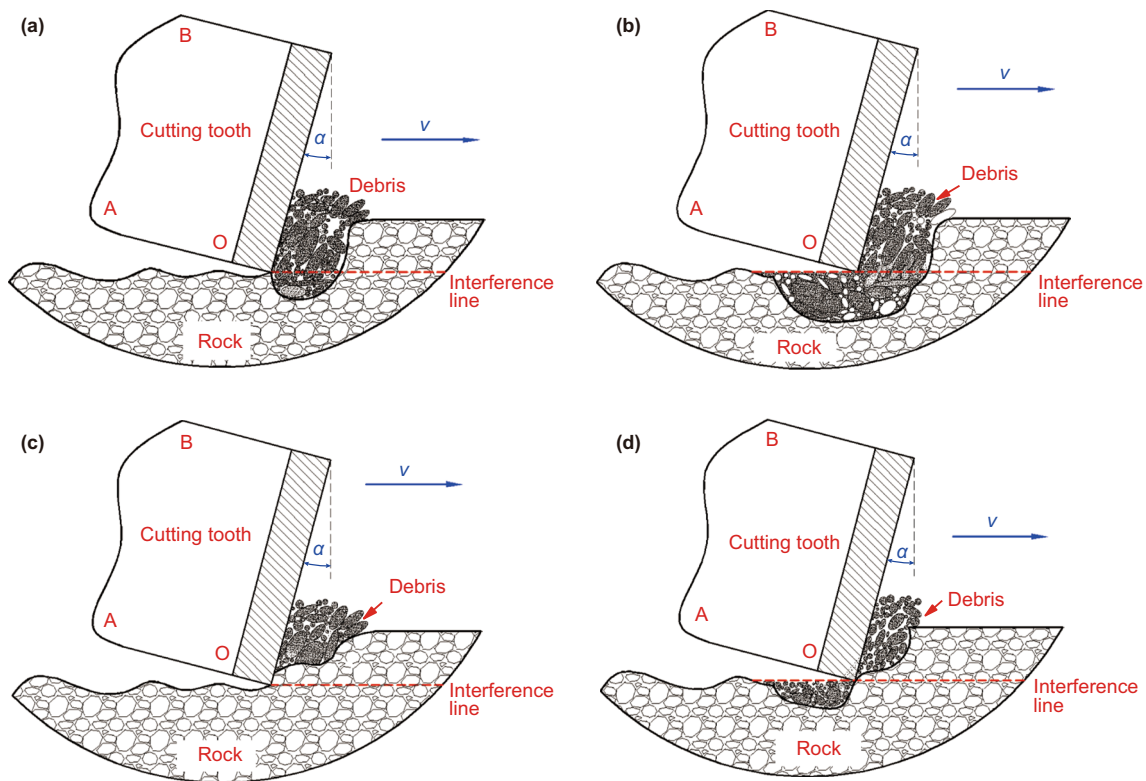 (a)
B
Cutting tooth
α
v
Debris
A
O
Interference
line
Rock
(b)
B
v
Cutting tooth
α
Debris
A
O
Interference
line
Rock
(c)
B
v
Cutting tooth
α
Debris
A
O
Interference
line
Rock
(d)
B
v
Cutting tooth
α
Debris
A
O
Interference
line
Rock